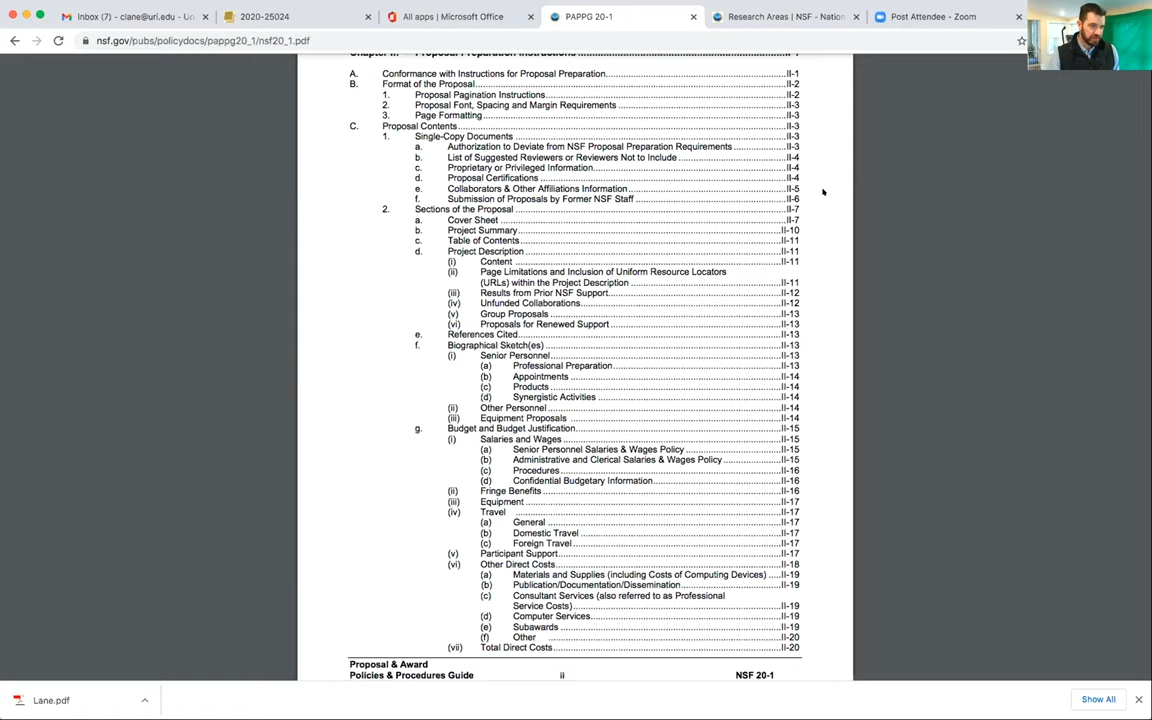 Inbox (7) - clane@uri.edu - Un
2020-25024
All apps | Microsoft Office
PAPPG 20-1
Research Areas | NSF - Nation
Post Attendee - Zoom
nsf.gov/pubs/policydocs/pappg20_1/nsf20_1.pdf
Proposal Preparation Instructions II-1
A. Conformance with Instructions for Proposal Preparation II-1
B. Format of the Proposal II-2
1. Proposal Pagination Instructions II-2
2. Proposal Font, Spacing and Margin Requirements II-3
3. Page Formatting II-3
C. Proposal Contents II-3
1. Single-Copy Documents II-3
a. Authorization to Deviate from NSF Proposal Preparation Requirements II-3
b. List of Suggested Reviewers or Reviewers Not to Include II-4
c. Proprietary or Privileged Information II-4
d. Proposal Certifications II-4
e. Collaborators & Other Affiliations Information II-5
f. Submission of Proposals by Former NSF Staff II-6
2. Sections of the Proposal II-7
a. Cover Sheet II-7
b. Project Summary II-10
c. Table of Contents II-11
d. Project Description II-11
(i) Content II-11
(ii) Page Limitations and Inclusion of Uniform Resource Locators
(URLs) within the Project Description II-11
(iii) Results from Prior NSF Support II-12
(iv) Unfunded Collaborations II-12
(v) Group Proposals II-13
(vi) Proposals for Renewed Support II-13
e. References Cited II-13
f. Biographical Sketch(es) II-13
(i) Senior Personnel II-13
(a) Professional Preparation II-13
(b) Appointments II-14
(c) Products II-14
(d) Synergistic Activities II-14
(ii) Other Personnel II-14
(iii) Equipment Proposals II-14
g. Budget and Budget Justification II-15
(i) Salaries and Wages II-15
(a) Senior Personnel Salaries & Wages Policy II-15
(b) Administrative and Clerical Salaries & Wages Policy II-15
(c) Procedures II-16
(d) Confidential Budgetary Information II-16
(ii) Fringe Benefits II-16
(iii) Equipment II-17
(iv) Travel II-17
(a) General II-17
(b) Domestic Travel II-17
(c) Foreign Travel II-17
(v) Participant Support II-17
(vi) Other Direct Costs II-18
(a) Materials and Supplies (including Costs of Computing Devices) II-19
(b) Publication/Documentation/Dissemination II-19
(c) Consultant Services (also referred to as Professional
Service Costs) II-19
(d) Computer Services II-19
(e) Subawards II-19
(f) Other II-20
(vii) Total Direct Costs II-20
Proposal & Award
Policies & Procedures Guide ii NSF 20-1
Lane.pdf
Show All